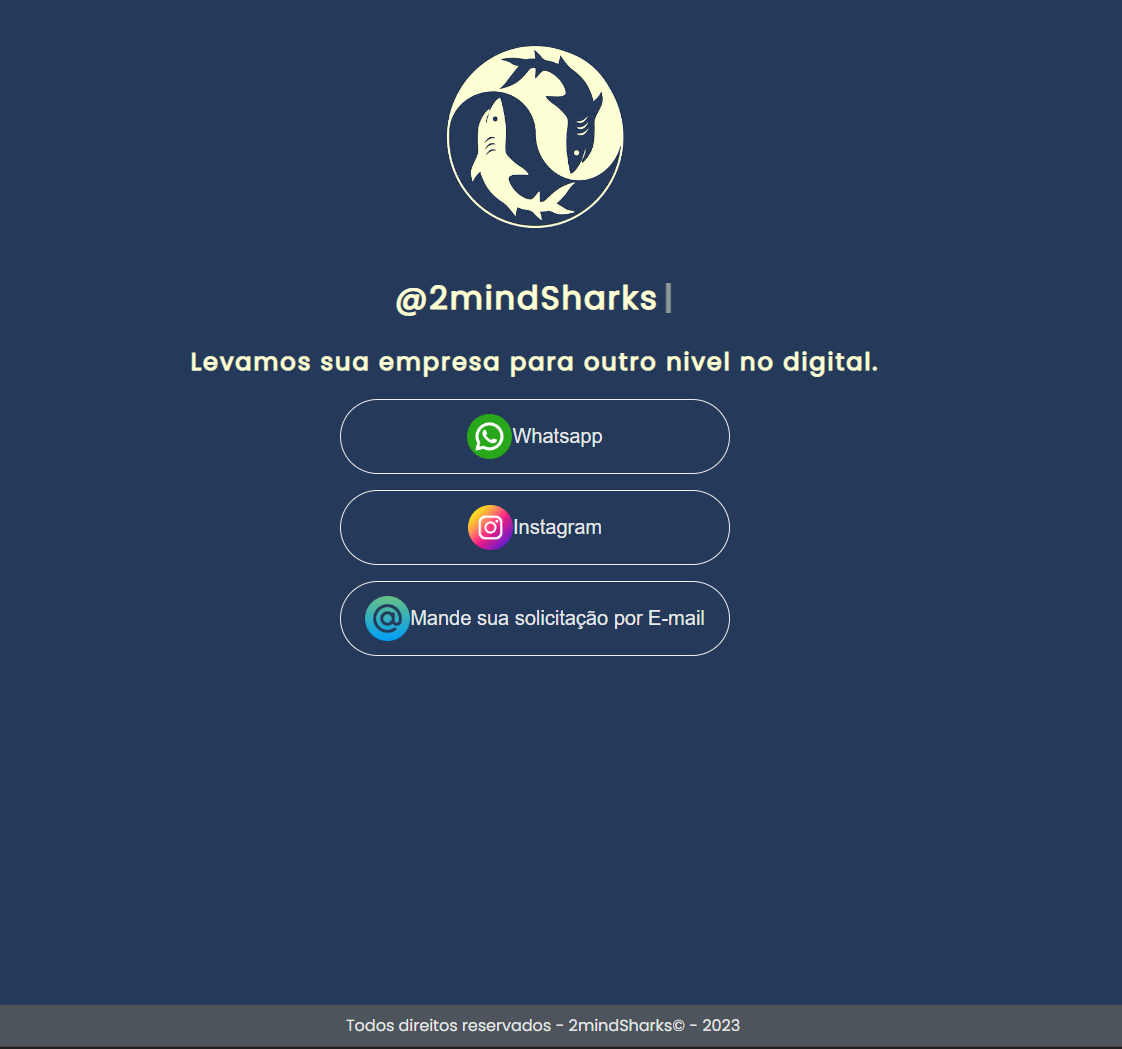 @2mindSharks|
Levamos sua empresa para outro nivel no digital.
Whatsapp
Instagram
Mande sua solicitação por E-mail
Todos direitos reservados - 2mindSharks© - 2023